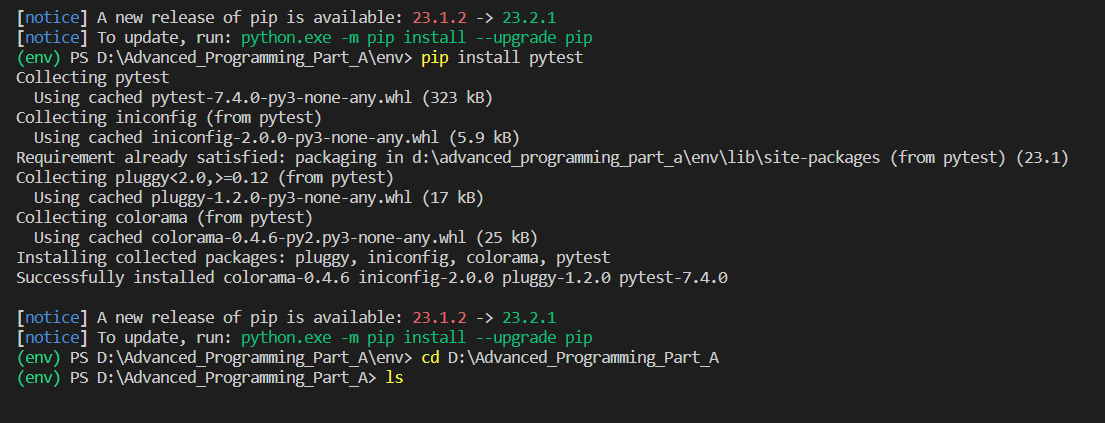 [notice] A new release of pip is available: 23.1.2 -> 23.2.1
[notice] To update, run: python.exe -m pip install --upgrade pip
(env) PS D:\Advanced_Programming_Part_A\env> pip install pytest
Collecting pytest
  Using cached pytest-7.4.0-py3-none-any.whl (323 kB)
Collecting iniconfig (from pytest)
  Using cached iniconfig-2.0.0-py3-none-any.whl (5.9 kB)
Requirement already satisfied: packaging in d:\advanced_programming_part_a\env\lib\site-packages (from pytest) (23.1)
Collecting pluggy<2.0,>=0.12 (from pytest)
  Using cached pluggy-1.2.0-py3-none-any.whl (17 kB)
Collecting colorama (from pytest)
  Using cached colorama-0.4.6-py2.py3-none-any.whl (25 kB)
Installing collected packages: pluggy, iniconfig, colorama, pytest
Successfully installed colorama-0.4.6 iniconfig-2.0.0 pluggy-1.2.0 pytest-7.4.0

[notice] A new release of pip is available: 23.1.2 -> 23.2.1
[notice] To update, run: python.exe -m pip install --upgrade pip
(env) PS D:\Advanced_Programming_Part_A\env> cd D:\Advanced_Programming_Part_A
(env) PS D:\Advanced_Programming_Part_A> ls